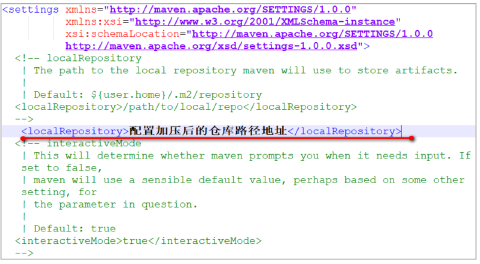 <settings xmlns="http://maven.apache.org/SETTINGS/1.0.0"
xmlns:xsi="http://www.w3.org/2001/XMLSchema-instance"
xsi:schemaLocation="http://maven.apache.org/SETTINGS/1.0.0
http://maven.apache.org/xsd/settings-1.0.0.xsd">
<!-- localRepository
| The path to the local repository maven will use to store artifacts.
|
| Default: ${user.home}/.m2/repository
<localRepository>/path/to/local/repo</localRepository>
-->
<localRepository>配置加压后的仓库路径地址</localRepository>
<!-- interactiveMode
| This will determine whether maven prompts you when it needs input. If
set to false,
| maven will use a sensible default value, perhaps based on some other
setting, for
| the parameter in question.
|
| Default: true
<interactiveMode>true</interactiveMode>
-->